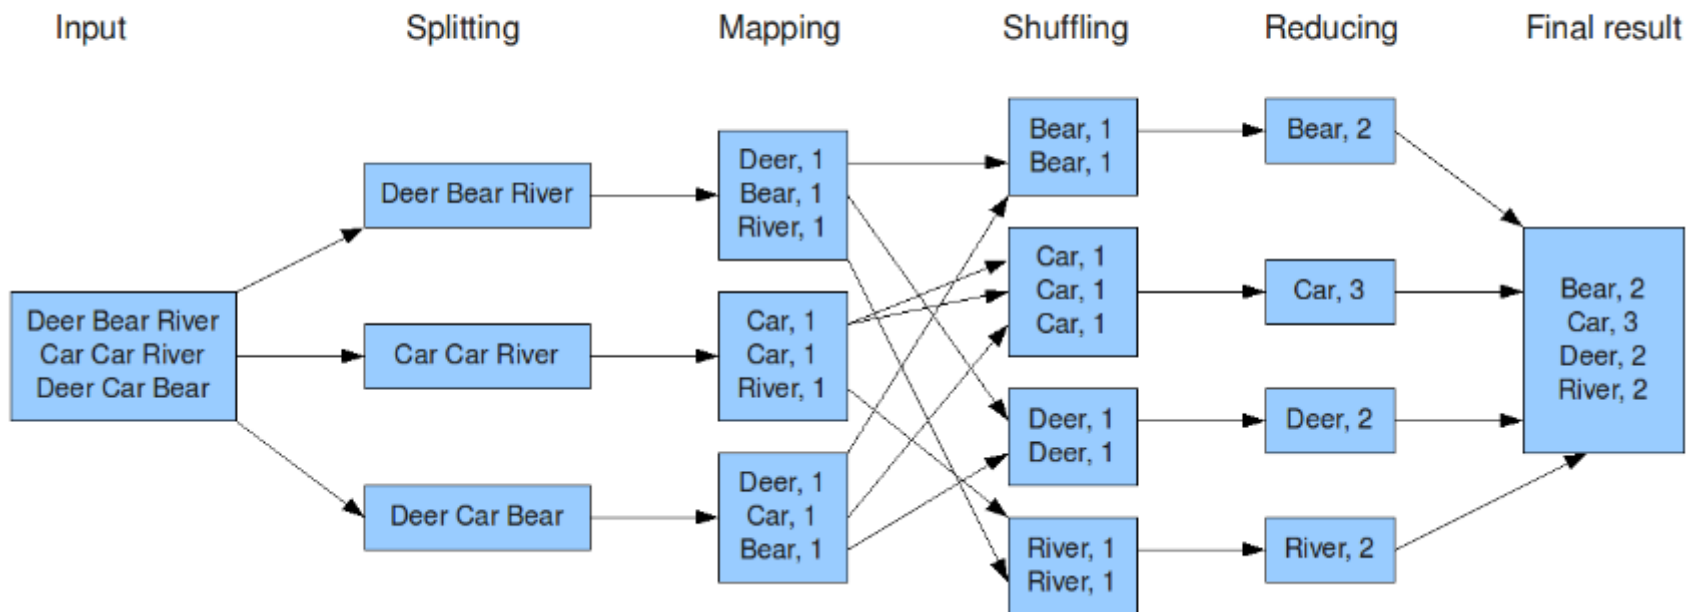 Input
Splitting
Mapping
Shuffling
Reducing
Final result
Deer Bear River
Car Car River
Deer Car Bear
Deer Bear River
Car Car River
Deer Car Bear
Deer, 1
Bear, 1
River, 1
Car, 1
Car, 1
River, 1
Deer, 1
Car, 1
Bear, 1
Bear, 1
Bear, 1
Car, 1
Car, 1
Car, 1
Deer, 1
Deer, 1
River, 1
River, 1
Bear, 2
Car, 3
Deer, 2
River, 2
Bear, 2
Car, 3
Deer, 2
River, 2